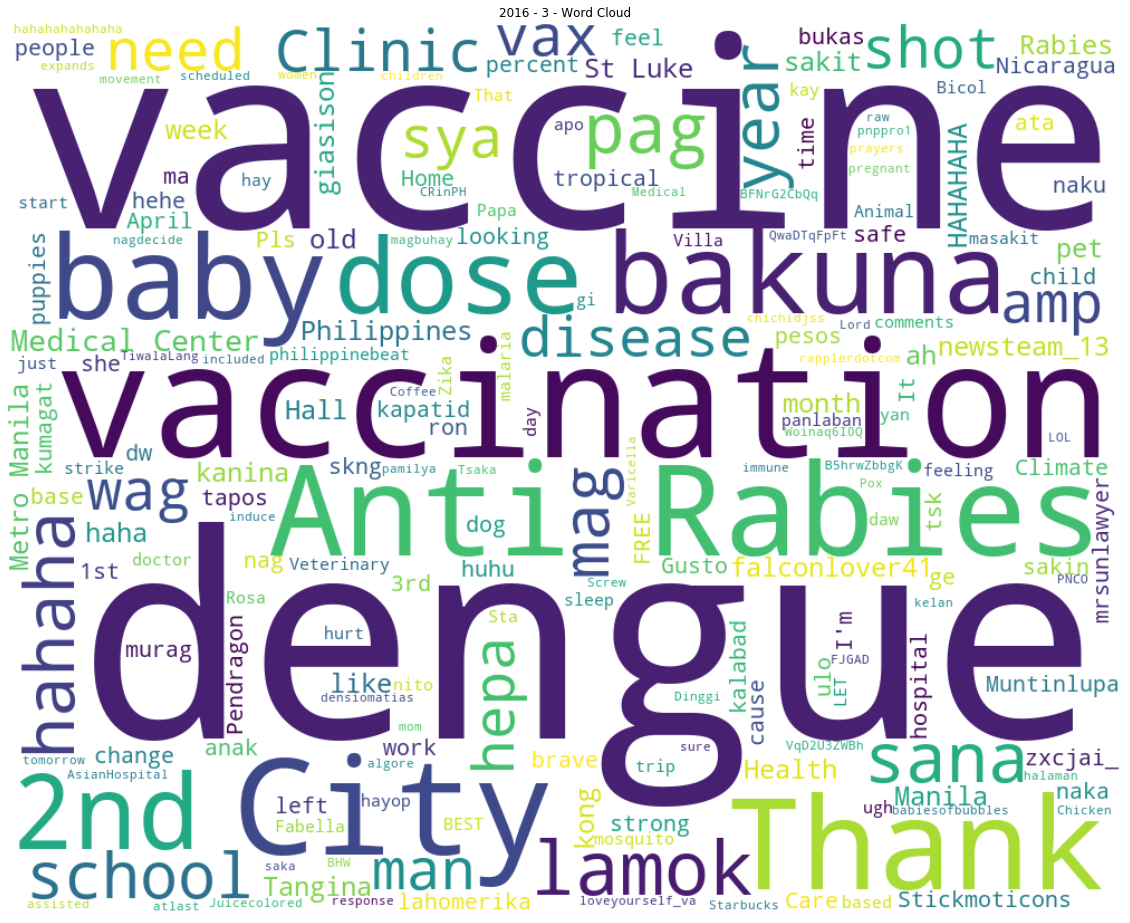 2016 - 3 - Word Cloud
hahahahahahaha
people
expands
need
movement
scheduled
Clinic
women
vax
percent
children
feel
St Luke
year
bukas
sakit
shot
Rabies
Nicaragua
vaccine
week
giasison
sya
That
apo
pag
time
kay
raw
pnppro1
prayers
pregnant
Bicol
HAHAHAHA
ata
ma
hay
Home
CRinPH
tropical
Medical
BFNrG2CbQq
naku
start
hehe
April
Papa
Animal
nagdecide
Pls
old
magbuhay
looking
Villa
QwaDTqFpFt
safe
masakit
pet
puppies
baby
dose
gi
bakuna
child
amp
Medical Center
Philippines
disease
chichidjss
Lord
pesos
comments
just
she
TiwalaLang
included
philippinebeat
Zika
malaria
rapplerdotcom
ah
newsteam_13
vaccination
Metro Manila
kumagat
Hall
Coffee
kapatid
ron
day
month
panlaban
yan
It
Woinaq6IOQ
LOL
dw
strike
kanina
skng
pamilya
Tsaka
Varicella
immune
B5hrwZbbgK
feeling
Climate
base
wag
tapos
induce
Anti Rabies
mag
Pox
daw
tsk
mrsunlawyer
haha
dog
FREE
hahaha
1st
doctor
nag
Veterinary
3rd
huhu
Screw
sleep
Gusto
falconlover41
ge
sakin
PNCO
kelan
dengue
Rosa
Pendragon
murag
hurt
Sta
hepa
like
nito
densiomatias
mom
Dinggi
kalabad
cause
ulo
LET
I'm
FJGAD
hospital
Muntinlupa
tomorrow
change
AsianHospital
anak
work
algore
brave
sure
trip
VqD2U3ZWBh
Health
sana
zxcjai_
halaman
2nd
City
left
hayop
Fabella
BEST
kong
strong
mosquito
Thank
ugh
Manila
babiesofbubbles
naka
Chicken
school
saka
BHW
man
lamok
Tangina
assisted
atlast
Juicecolored
response
lahomerika
loveyourself_va
Starbucks
Care
based
Stickmoticons